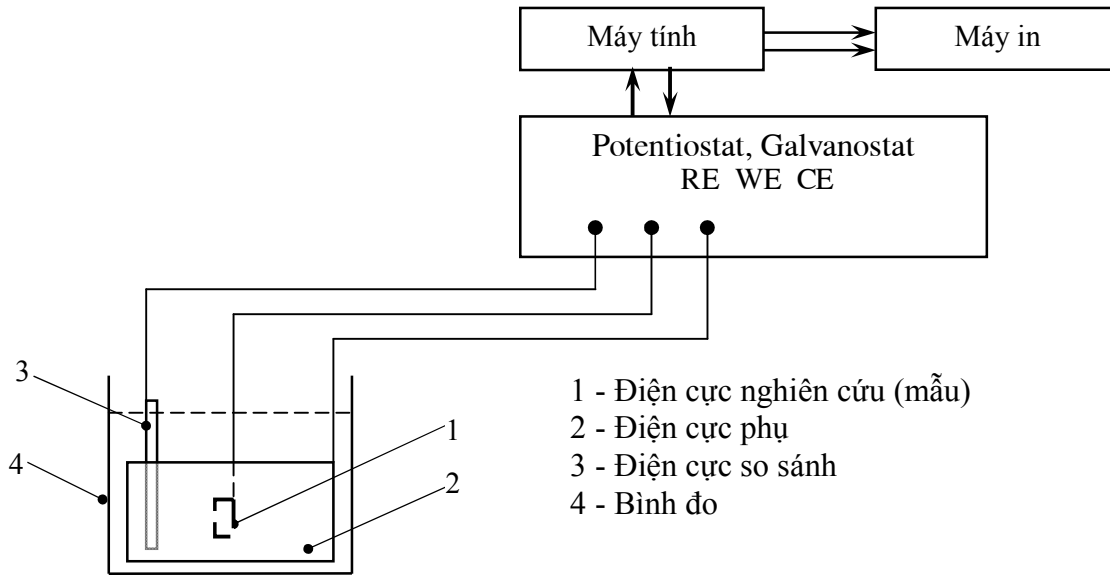 Máy tính
Máy in
Potentiostat, Galvanostat
RE WE CE
3
4
1
2
1 - Điện cực nghiên cứu (mẫu)
2 - Điện cực phụ
3 - Điện cực so sánh
4 - Bình đo